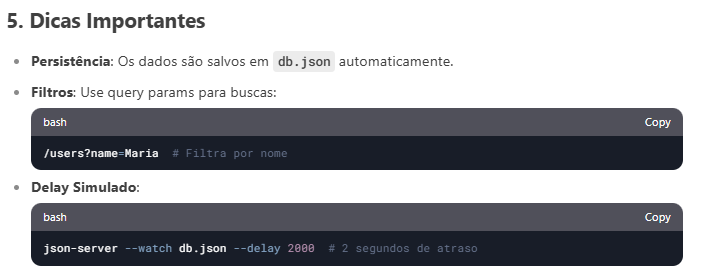 5. Dicas Importantes
Persistência: Os dados são salvos em db.json automaticamente.
Filtros: Use query params para buscas:
bash Copy
/users?name=Maria # Filtra por nome
Delay Simulado:
bash Copy
json-server --watch db.json --delay 2000 # 2 segundos de atraso